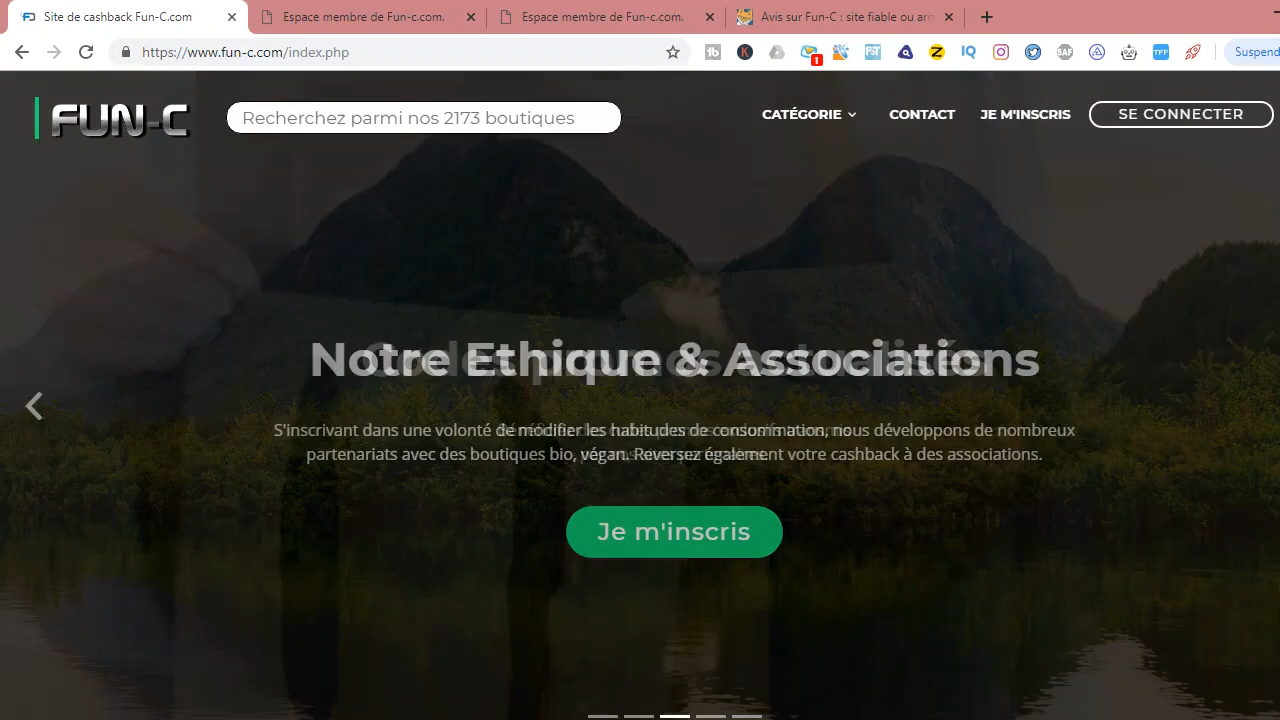 Site de cashback Fun-C.com
Espace membre de Fun-c.com.
Espace membre de Fun-c.com.
Avis sur Fun-C : site fiable ou arn
https://www.fun-c.com/index.php
1
Suspend
FUN-C
Recherchez parmi nos 2173 boutiques
CATÉGORIE
CONTACT
JE M'INSCRIS
SE CONNECTER
Notre Ethique & Associations
S'inscrivant dans une volonté de modifier les habitudes de consommation, nous développons de nombreux
partenariats avec des boutiques bio, végan. Reversez également votre cashback à des associations.
Je m'inscris